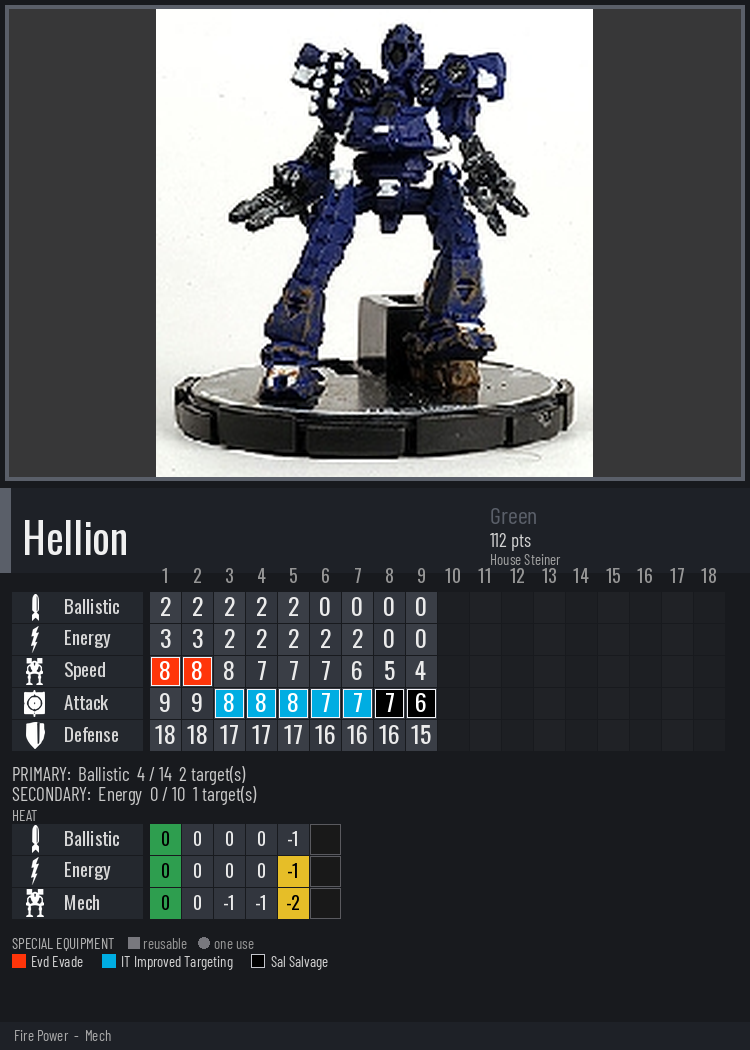 Hellion
Green
112 pts
House Steiner
1 2 3 4 5 6 7 8 9 10 11 12 13 14 15 16 17 18
Ballistic 2 2 2 2 2 0 0 0 0
Energy 3 3 2 2 2 2 2 0 0
Speed 8 8 8 7 7 7 6 5 4
Attack 9 9 8 8 8 7 7 7 6
Defense 18 18 17 17 17 16 16 16 15
PRIMARY: Ballistic 4 / 14 2 target(s)
SECONDARY: Energy 0 / 10 1 target(s)
HEAT
Ballistic 0 0 0 0 -1
Energy 0 0 0 0 -1
Mech 0 0 -1 -1 -2
SPECIAL EQUIPMENT reusable one use
Evd Evade IT Improved Targeting Sal Salvage
Fire Power - Mech